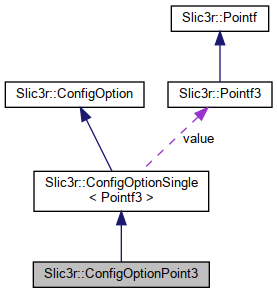 Slic3r::Pointf
Slic3r::ConfigOption
Slic3r::Pointf3
value
Slic3r::ConfigOptionSingle
< Pointf3 >
Slic3r::ConfigOptionPoint3